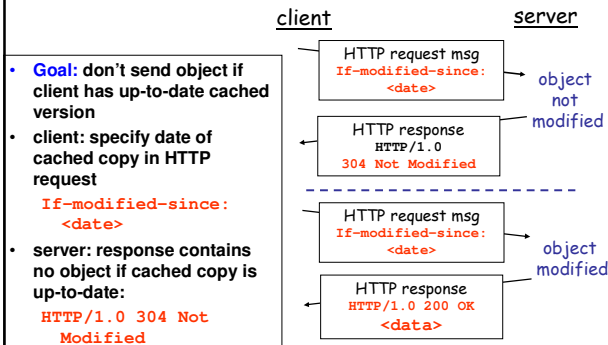 client
server
• Goal: don't send object if
client has up-to-date cached
version
• client: specify date of
cached copy in HTTP
request
If-modified-since:
<date>
• server: response contains
no object if cached copy is
up-to-date:
HTTP/1.0 304 Not
Modified
HTTP request msg
If-modified-since:
<date>
object
not
modified
HTTP response
HTTP/1.0
304 Not Modified
HTTP request msg
If-modified-since:
<date>
object
modified
HTTP response
HTTP/1.0 200 OK
<data>